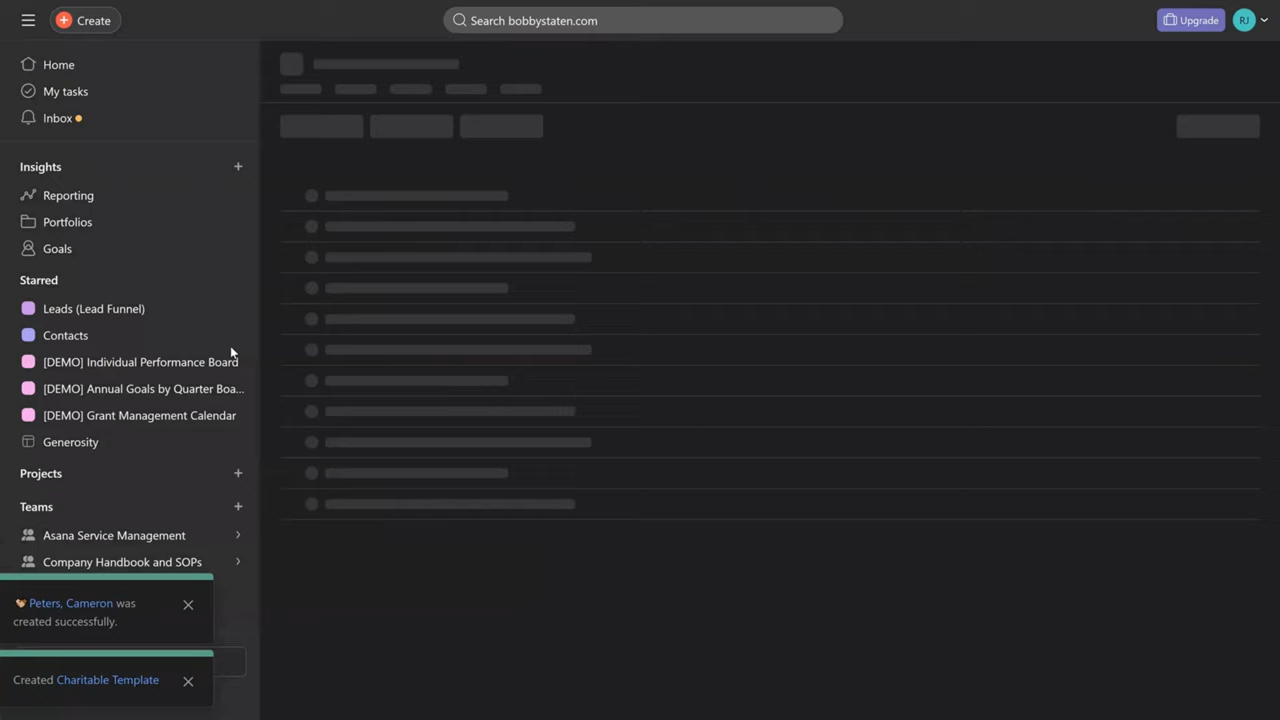 Create
Search bobbystaten.com
Upgrade
RJ
Home
My tasks
Inbox
Insights
Reporting
Portfolios
Goals
Starred
Leads (Lead Funnel)
Contacts
[DEMO] Individual Performance Board
[DEMO] Annual Goals by Quarter Boa...
[DEMO] Grant Management Calendar
Generosity
Projects
Teams
Asana Service Management
Company Handbook and SOPs
Peters, Cameron was
created successfully.
Created Charitable Template